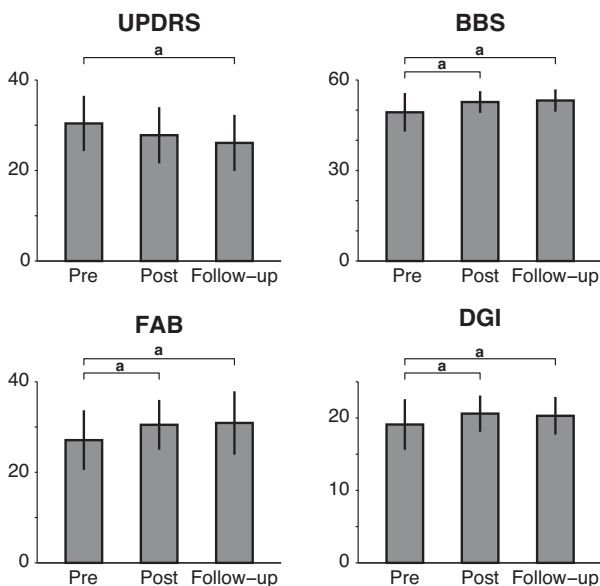 UPDRS
a
40
20
0
Pre Post Follow–up
BBS
a
a
60
30
0
Pre Post Follow–up
FAB
a
a
40
20
0
Pre Post Follow–up
DGI
a
a
20
10
0
Pre Post Follow–up